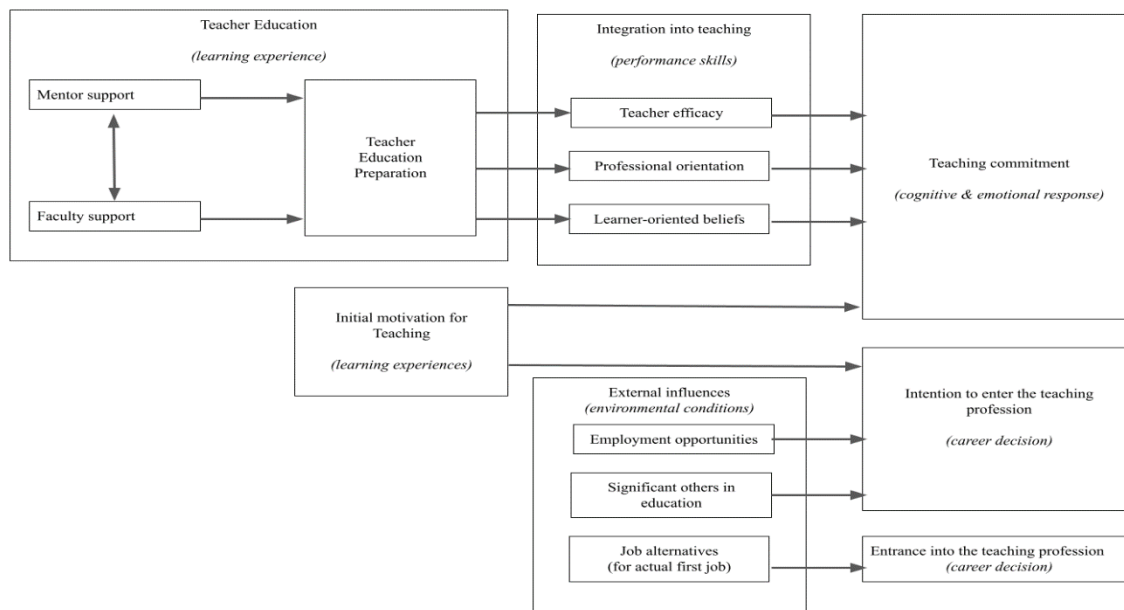 Teacher Education
(learning experience)
Mentor support
Faculty support
Teacher
Education
Preparation
Integration into teaching
(performance skills)
Teacher efficacy
Professional orientation
Learner-oriented beliefs
Teaching commitment
(cognitive & emotional response)
Initial motivation for
Teaching
(learning experiences)
External influences
(environmental conditions)
Employment opportunities
Significant others in
education
Job alternatives
(for actual first job)
Intention to enter the teaching
profession
(career decision)
Entrance into the teaching profession
(career decision)